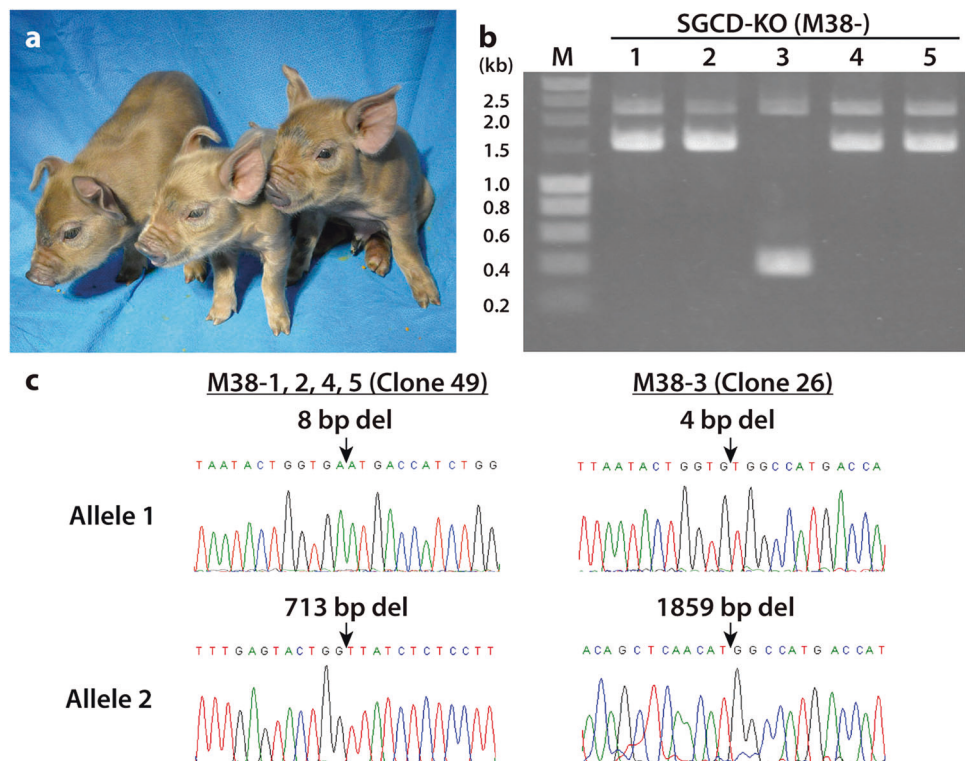 a
b
SGCD-KO (M38-)
(kb)
M 1 2 3 4 5
2.5
2.0
1.5
1.0
0.8
0.6
0.4
0.2
c
M38-1, 2, 4, 5 (Clone 49)
M38-3 (Clone 26)
8 bp del
4 bp del
TAATACTGGTGAATGACCATCTGG
TTAATACTGGTGTGGCCATGACCA
Allele 1
713 bp del
1859 bp del
TTTGAGTACTGGTTATCTCTCCTT
ACAGCTCAACATGGCCATGACCAT
Allele 2